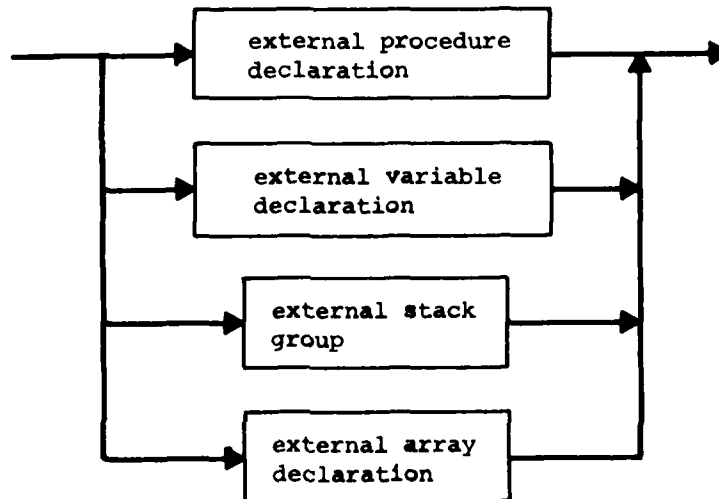 external procedure
declaration
external variable
declaration
external stack
group
external array
declaration